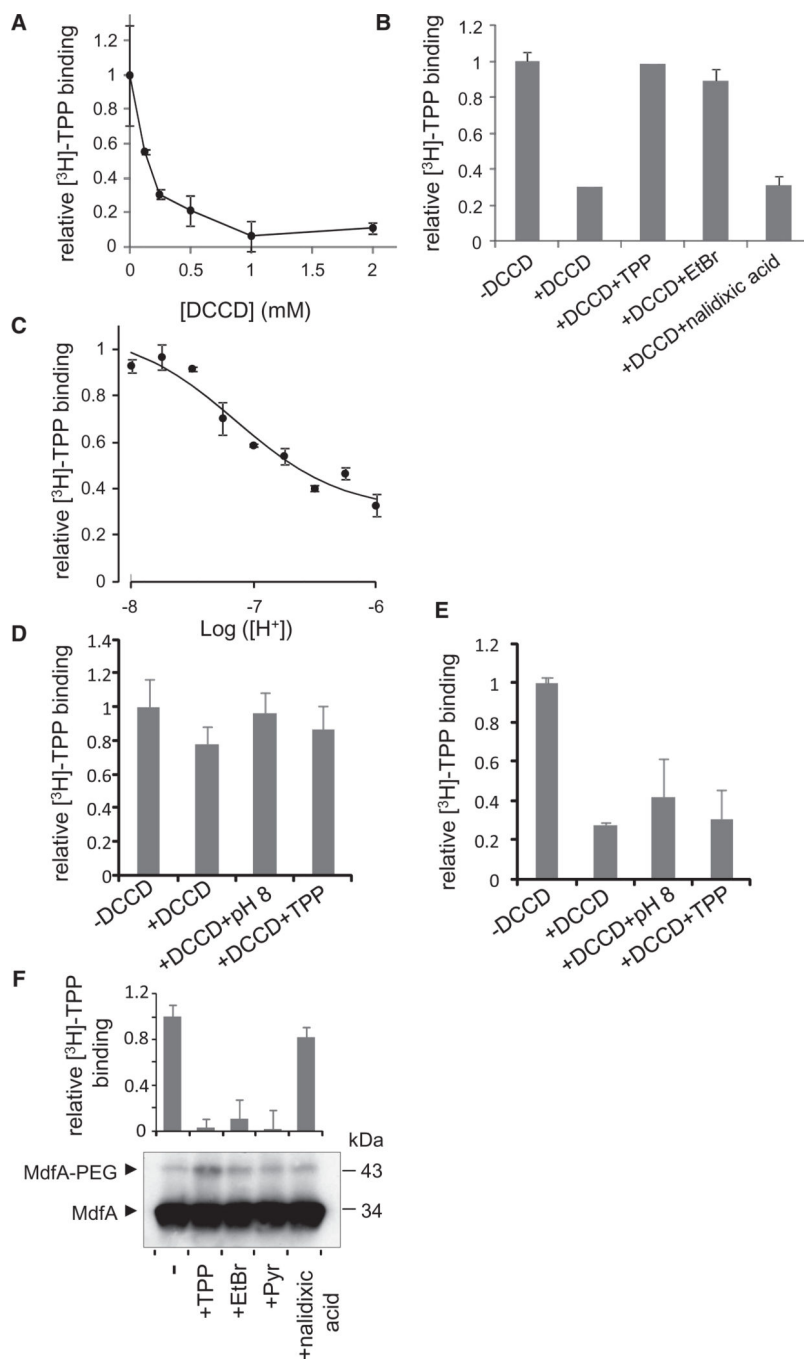 A
relative [³H]-TPP binding
1.2
1
0.8
0.6
0.4
0.2
0
0 0.5 1 1.5 2
[DCCD] (mM)
B
relative [³H]-TPP binding
1.2
1
0.8
0.6
0.4
0.2
0
-DCCD
+DCCD
+DCCD+TPP
+DCCD+EtBr
+DCCD+nalidixic acid
C
relative [³H]-TPP binding
1
0.8
0.6
0.4
0.2
0
-8 -7 -6
Log ([H⁺])
D
relative [³H]-TPP binding
1.4
1.2
1
0.8
0.6
0.4
0.2
0
-DCCD
+DCCD
+DCCD+pH 8
+DCCD+TPP
E
relative [³H]-TPP binding
1.2
1
0.8
0.6
0.4
0.2
0
-DCCD
+DCCD
+DCCD+pH 8
+DCCD+TPP
F
relative [³H]-TPP
binding
1.2
0.8
0.4
0
kDa
MdfA-PEG
43
MdfA
34
-
+TPP
+EtBr
+Pyr
+nalidixic
acid